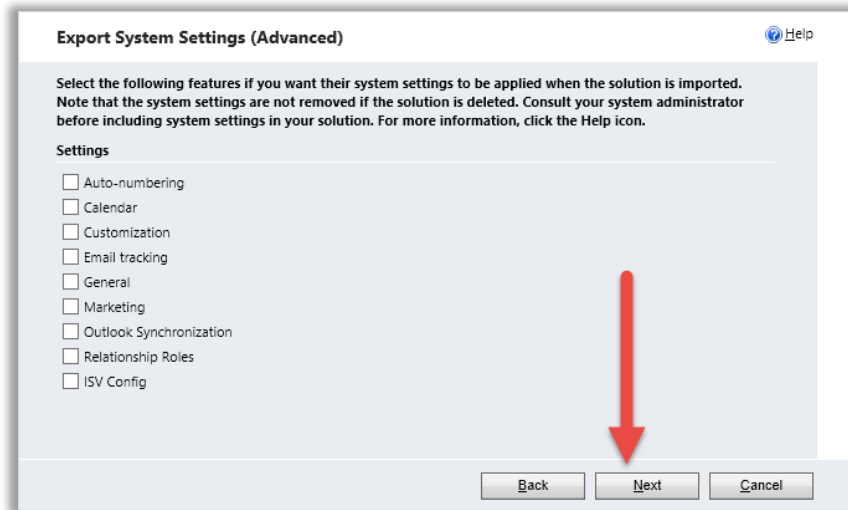 Export System Settings (Advanced)
Help
Select the following features if you want their system settings to be applied when the solution is imported.
Note that the system settings are not removed if the solution is deleted. Consult your system administrator
before including system settings in your solution. For more information, click the Help icon.
Settings
Auto-numbering
Calendar
Customization
Email tracking
General
Marketing
Outlook Synchronization
Relationship Roles
ISV Config
Back Next Cancel